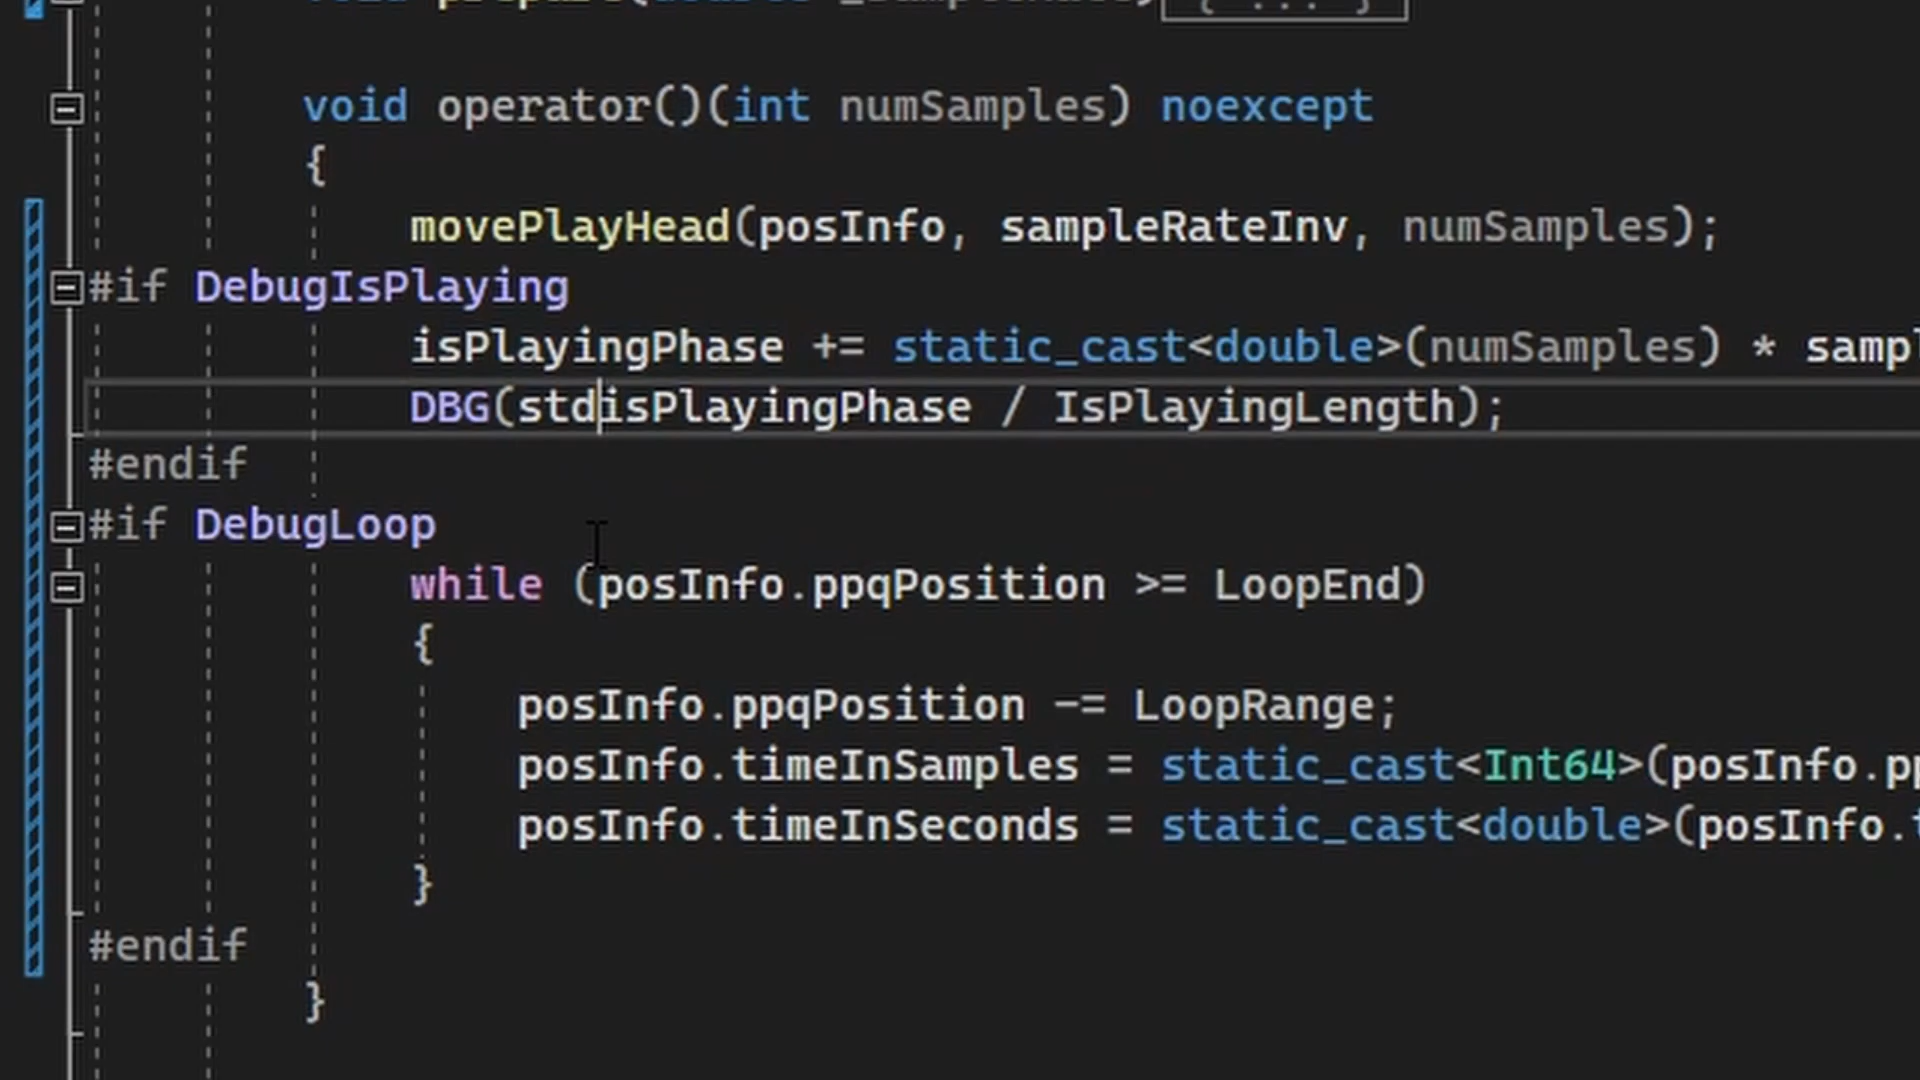 void operator()(int numSamples) noexcept
{
movePlayHead(posInfo, sampleRateInv, numSamples);
#if DebugIsPlaying
isPlayingPhase += static_cast<double>(numSamples) * samp
DBG(stdisPlayingPhase / IsPlayingLength);
#endif
#if DebugLoop
while (posInfo.ppqPosition >= LoopEnd)
{
posInfo.ppqPosition -= LoopRange;
posInfo.timeInSamples = static_cast<Int64>(posInfo.pp
posInfo.timeInSeconds = static_cast<double>(posInfo.t
}
#endif
}